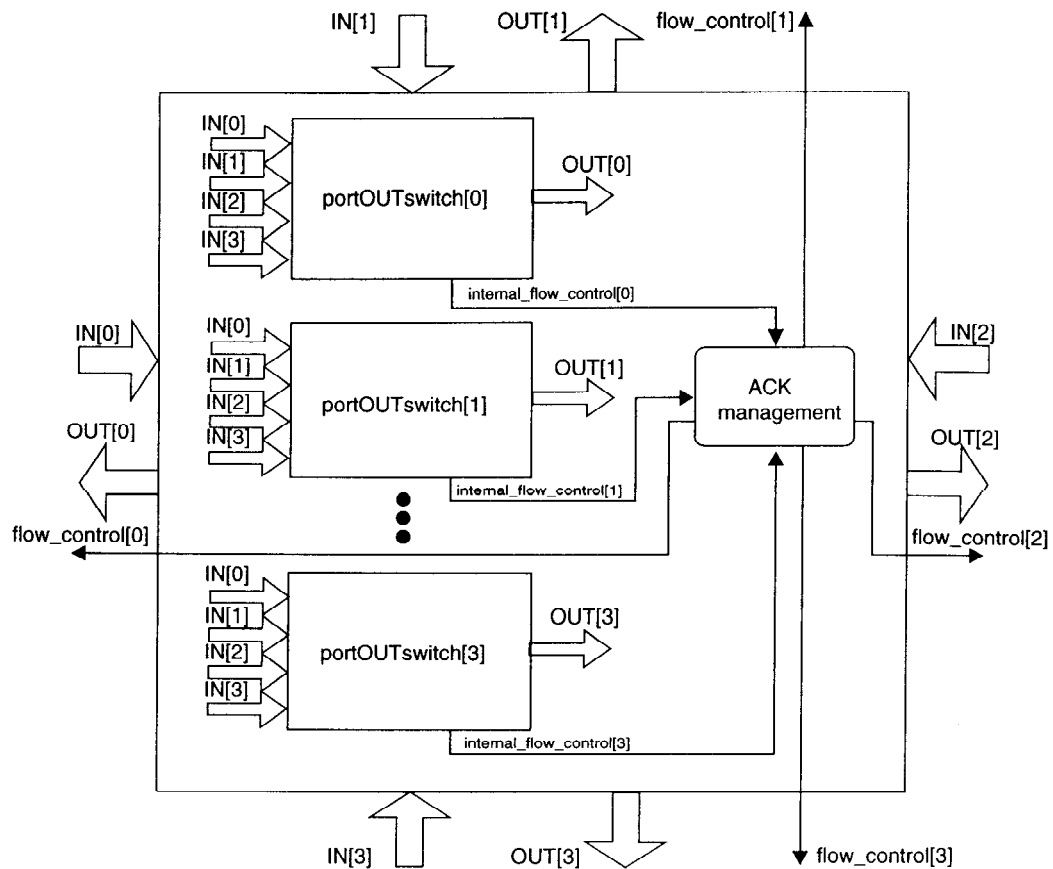 IN[1]
OUT[1]
flow_control[1]
IN[0]
IN[1]
IN[2]
IN[3]
portOUTswitch[0]
OUT[0]
internal_flow_control[0]
IN[0]
OUT[0]
flow_control[0]
IN[0]
IN[1]
IN[2]
IN[3]
portOUTswitch[1]
OUT[1]
internal_flow_control[1]
ACK
management
IN[2]
OUT[2]
flow_control[2]
IN[0]
IN[1]
IN[2]
IN[3]
portOUTswitch[3]
OUT[3]
internal_flow_control[3]
IN[3]
OUT[3]
flow_control[3]